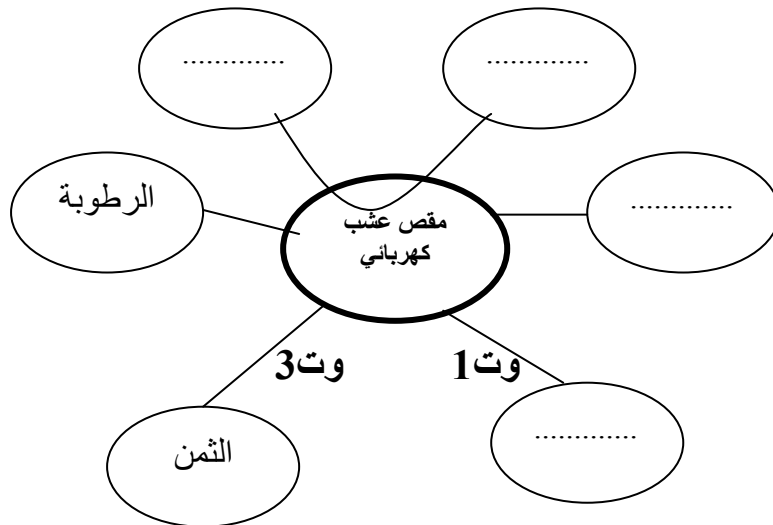 .............
.............
الرطوبة
مقص عشب
كهربائي
.............
وت3
وت1
الثمن
.............